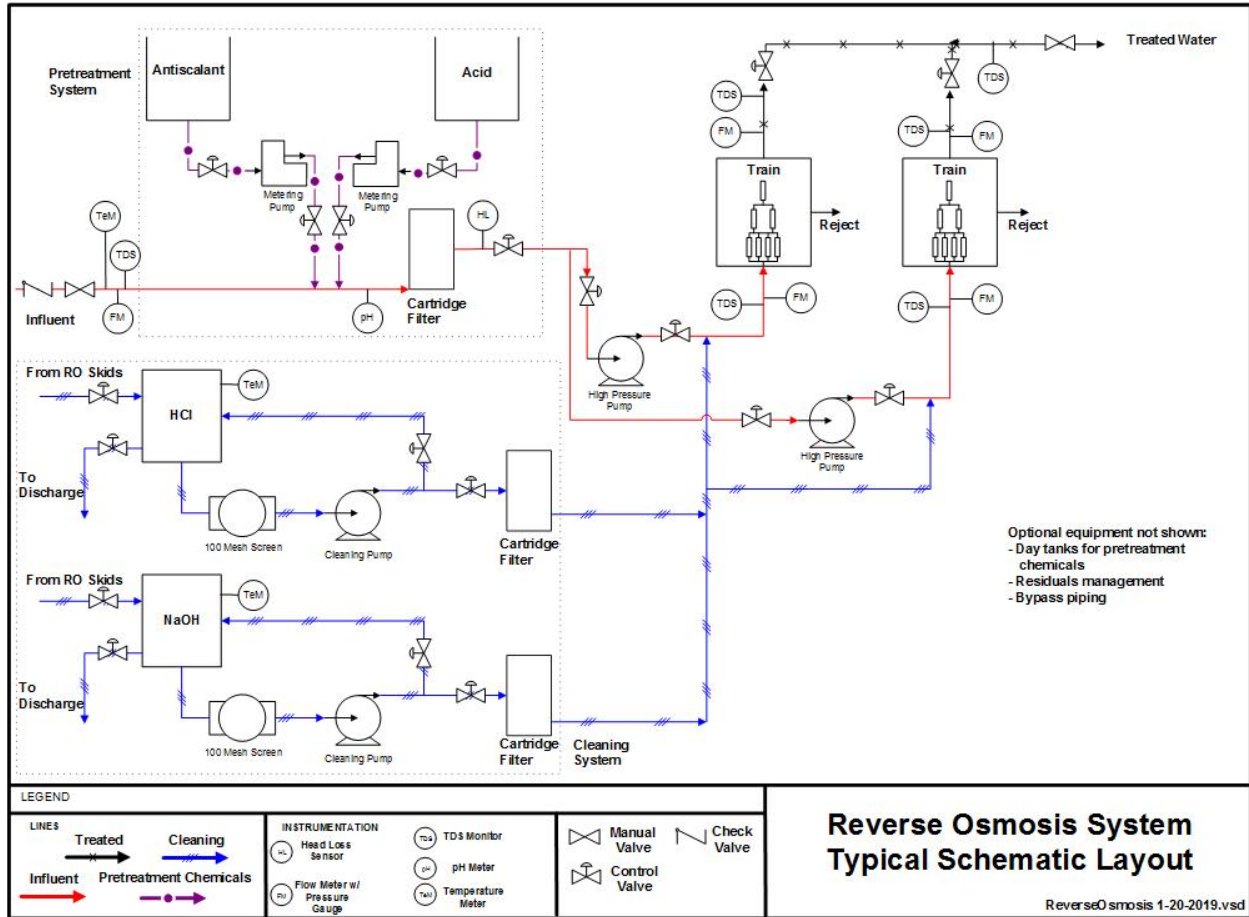 Pretreatment
System
Antiscalant
Acid
Metering
Pump
Metering
Pump
TeM
TDS
FM
Influent
pH
HL
Cartridge
Filter
Treated Water
TDS
TDS
FM
TDS
FM
Train
Reject
Train
Reject
TDS
FM
TDS
FM
High Pressure
Pump
High Pressure
Pump
From RO Skids
HCl
TeM
To
Discharge
100 Mesh Screen
Cleaning Pump
Cartridge
Filter
From RO Skids
NaOH
TeM
To
Discharge
100 Mesh Screen
Cleaning Pump
Cartridge
Filter
Cleaning
System
Optional equipment not shown:
- Day tanks for pretreatment
chemicals
- Residuals management
- Bypass piping
LEGEND
LINES
Treated
Cleaning
Influent
Pretreatment Chemicals
INSTRUMENTATION
HL Head Loss
Sensor
FM Flow Meter w/
Pressure
Gauge
TDS TDS Monitor
pH pH Meter
TeM Temperature
Meter
Manual
Valve
Check
Valve
Control
Valve
Reverse Osmosis System
Typical Schematic Layout
ReverseOsmosis 1-20-2019.vsd